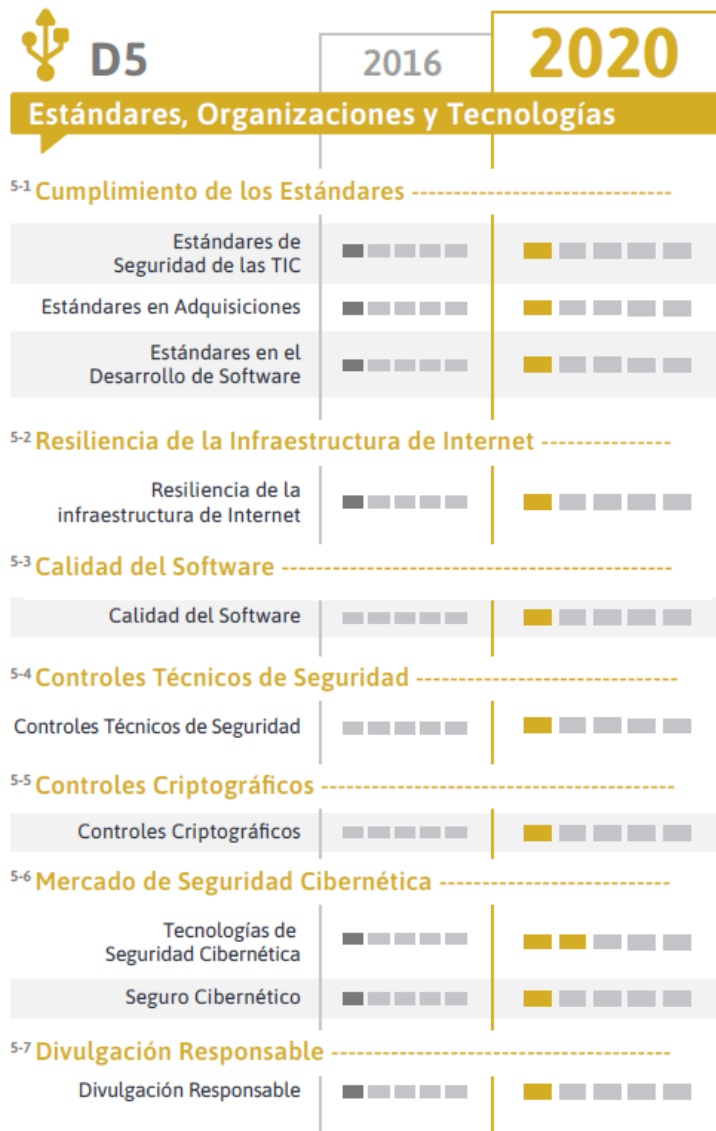 D5
2016
2020
Estándares, Organizaciones y Tecnologías
5-1 Cumplimiento de los Estándares
Estándares de
Seguridad de las TIC
Estándares en Adquisiciones
Estándares en el
Desarrollo de Software
5-2 Resiliencia de la Infraestructura de Internet
Resiliencia de la
infraestructura de Internet
5-3 Calidad del Software
Calidad del Software
5-4 Controles Técnicos de Seguridad
Controles Técnicos de Seguridad
5-5 Controles Criptográficos
Controles Criptográficos
5-6 Mercado de Seguridad Cibernética
Tecnologías de
Seguridad Cibernética
Seguro Cibernético
5-7 Divulgación Responsable
Divulgación Responsable